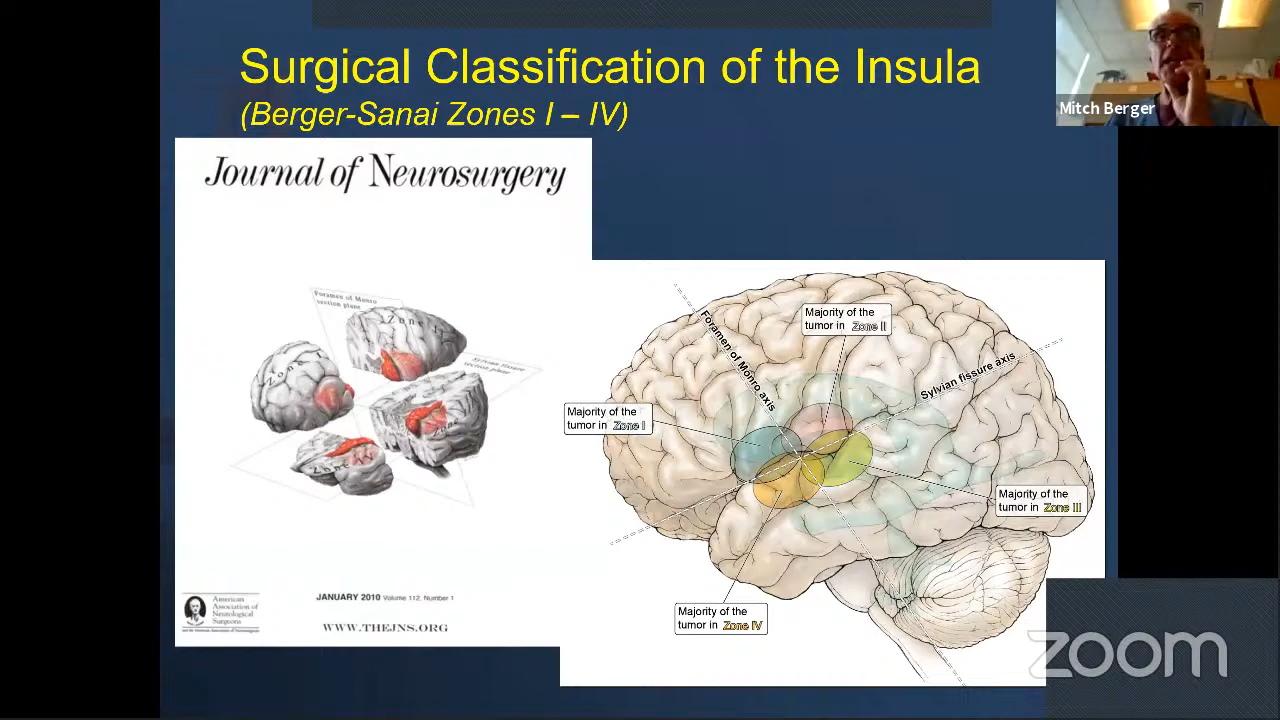 Surgical Classification of the Insula
(Berger-Sanai Zones I – IV)
Mitch Berger
Journal of Neurosurgery
Foramen of Monro
section plane
Zone
Sylvian fissure
section plane
Zone
Zone
Zone
American
Association of
Neurological
Surgeons
JANUARY 2010 Volume 112, Number 1
WWW.THEJNS.ORG
Foramen of Monro axis
Majority of the
tumor in Zone II
Sylvian fissure axis
Majority of the
tumor in Zone I
Majority of the
tumor in Zone III
Majority of the
tumor in Zone IV
zoom